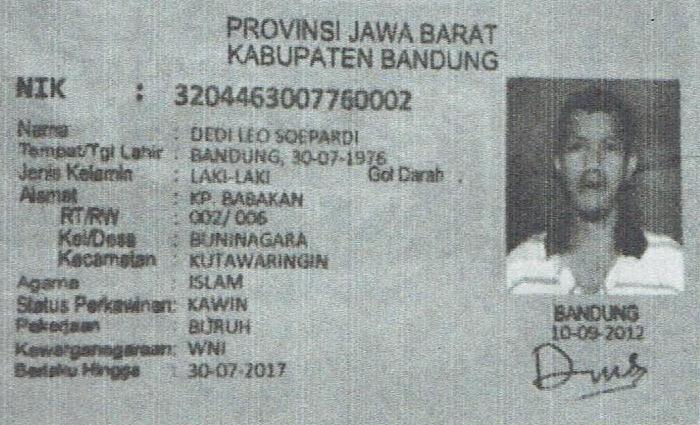 PROVINSI JAWA BARAT
KABUPATEN BANDUNG
NIK : 3204463007760002
Nama : DEDI LEO SOEPARDI
Tempat/Tgl Lahir : BANDUNG, 30-07-1976
Jenis Kelamin : LAKI-LAKI Gol Darah .
Alamat : KP. BABAKAN
RT/RW : 002/ 006
Kel/Desa : BUNINAGARA
Kecamatan : KUTAWARINGIN
Agama : ISLAM
Status Perkawinan: KAWIN
Pekerjaan : BURUH
Kewarganagaraan: WNI
Berlaku Hingga : 30-07-2017
BANDUNG
10-09-2012